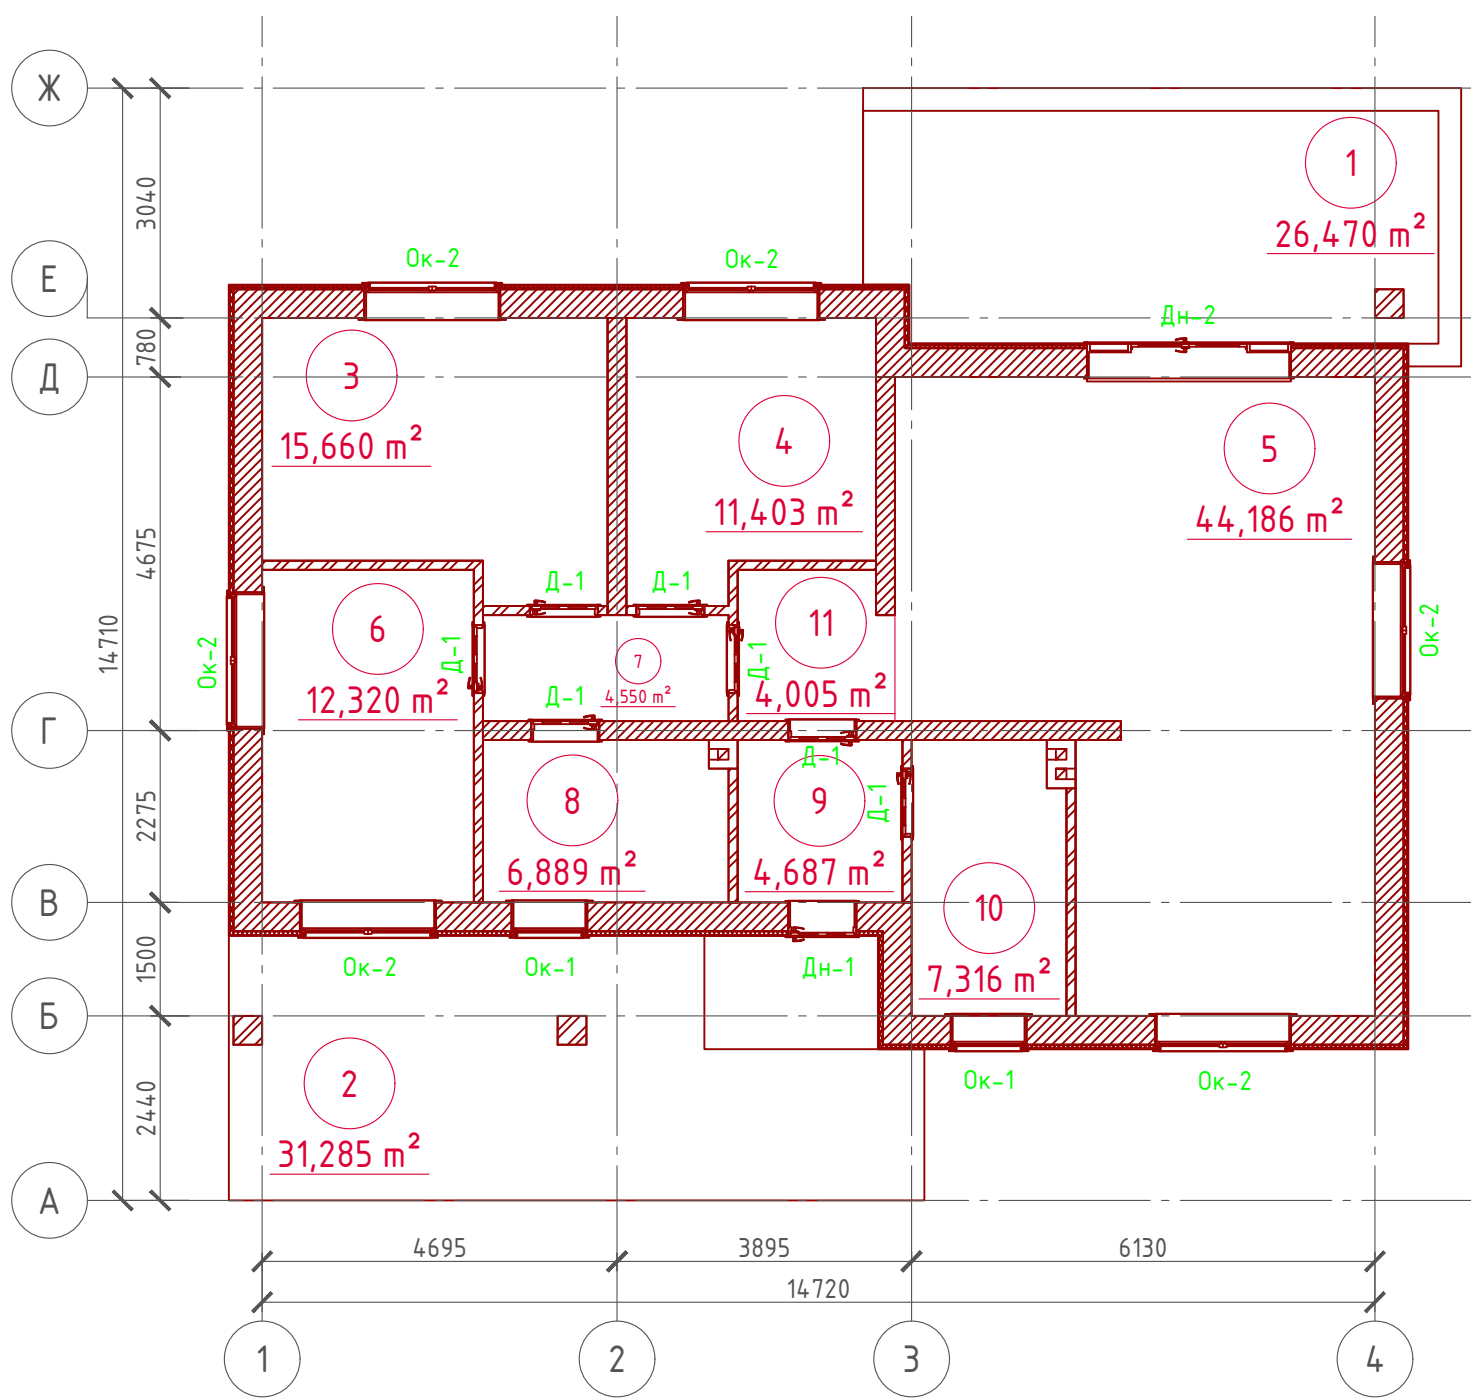 Ж
1
3040
26,470 m²
Е
Ок-2
Ок-2
Дн-2
780
Д
3
4
5
15,660 m²
11,403 m²
44,186 m²
4675
Д-1
Д-1
6
11
14710
Ок-2
Д-1
7
Д-1
Ок-2
12,320 m²
4,550 m²
4,005 m²
Д-1
Г
Д-1
2275
8
9
Д-1
6,889 m²
4,687 m²
В
10
1500
Ок-2
Ок-1
Дн-1
7,316 m²
Б
2
Ок-1
Ок-2
2440
31,285 m²
А
4695
3895
6130
14720
1
2
3
4